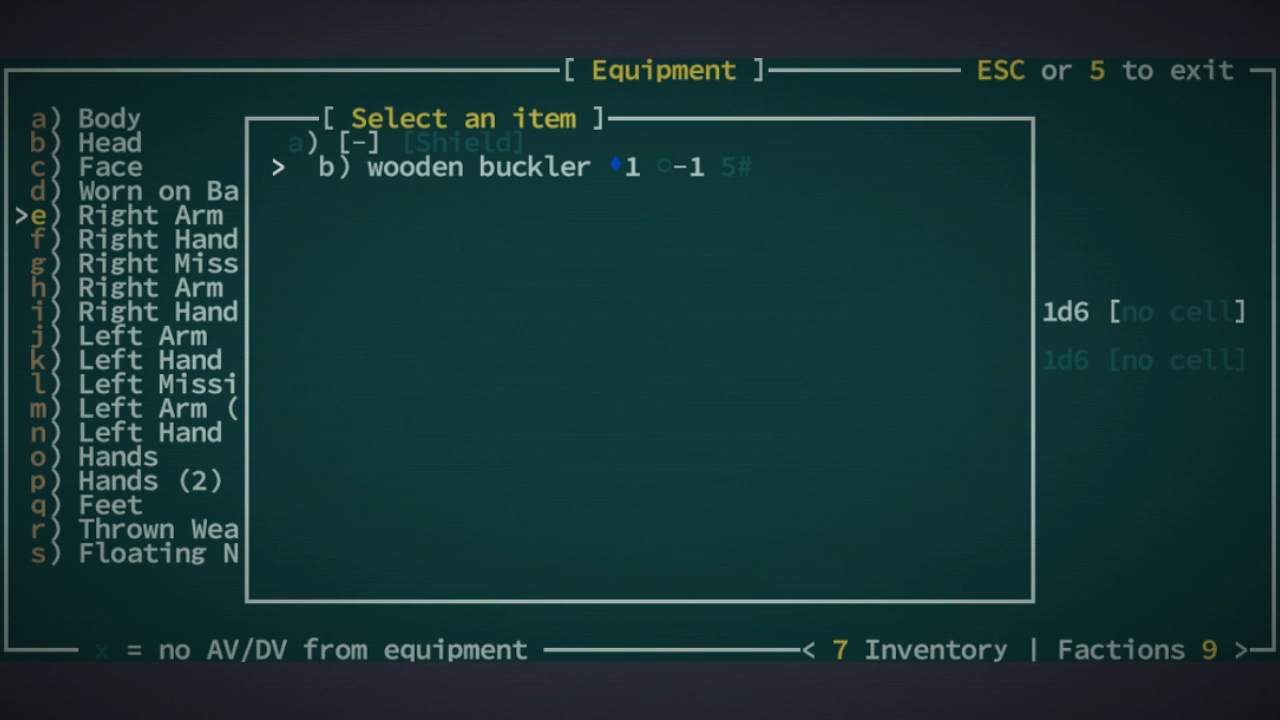 [ Equipment ] ESC or 5 to exit
a) Body
[ Select an item ]
b) Head
a) [-] [Shield]
c) Face
> b) wooden buckler ♦1 ○-1 5#
d) Worn on Ba
>e) Right Arm
f) Right Hand
g) Right Miss
h) Right Arm
i) Right Hand 1d6 [no cell]
j) Left Arm
k) Left Hand 1d6 [no cell]
l) Left Missi
m) Left Arm (
n) Left Hand
o) Hands
p) Hands (2)
q) Feet
r) Thrown Wea
s) Floating N
x = no AV/DV from equipment < 7 Inventory | Factions 9 >